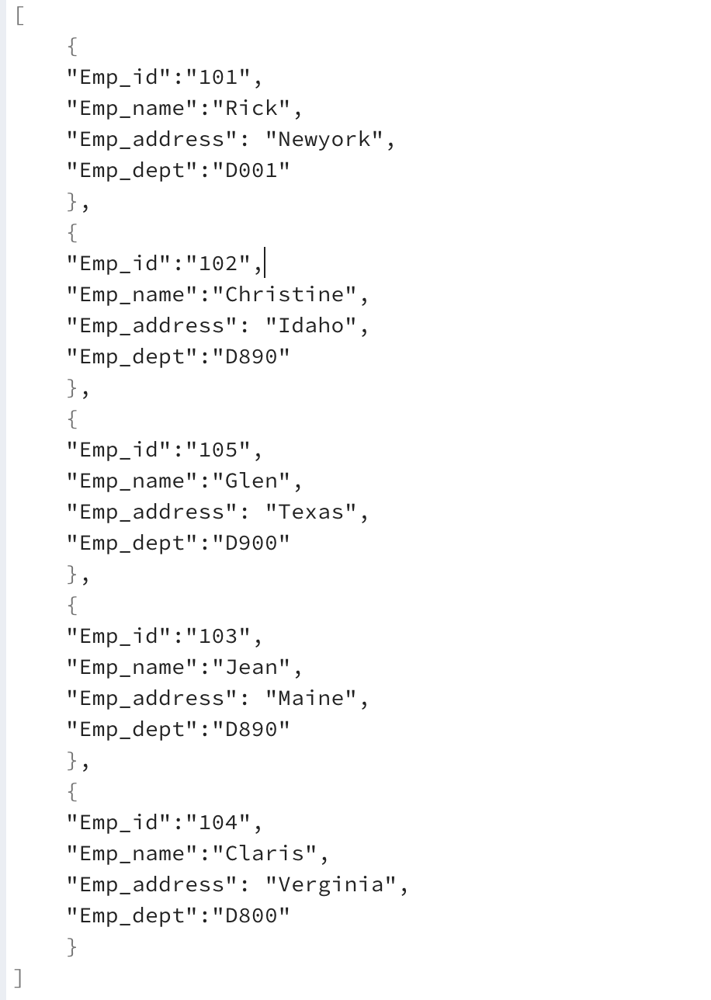 [
{
"Emp_id":"101",
"Emp_name":"Rick",
"Emp_address": "Newyork",
"Emp_dept":"D001"
},
{
"Emp_id":"102",
"Emp_name":"Christine",
"Emp_address": "Idaho",
"Emp_dept":"D890"
},
{
"Emp_id":"105",
"Emp_name":"Glen",
"Emp_address": "Texas",
"Emp_dept":"D900"
},
{
"Emp_id":"103",
"Emp_name":"Jean",
"Emp_address": "Maine",
"Emp_dept":"D890"
},
{
"Emp_id":"104",
"Emp_name":"Claris",
"Emp_address": "Verginia",
"Emp_dept":"D800"
}
]